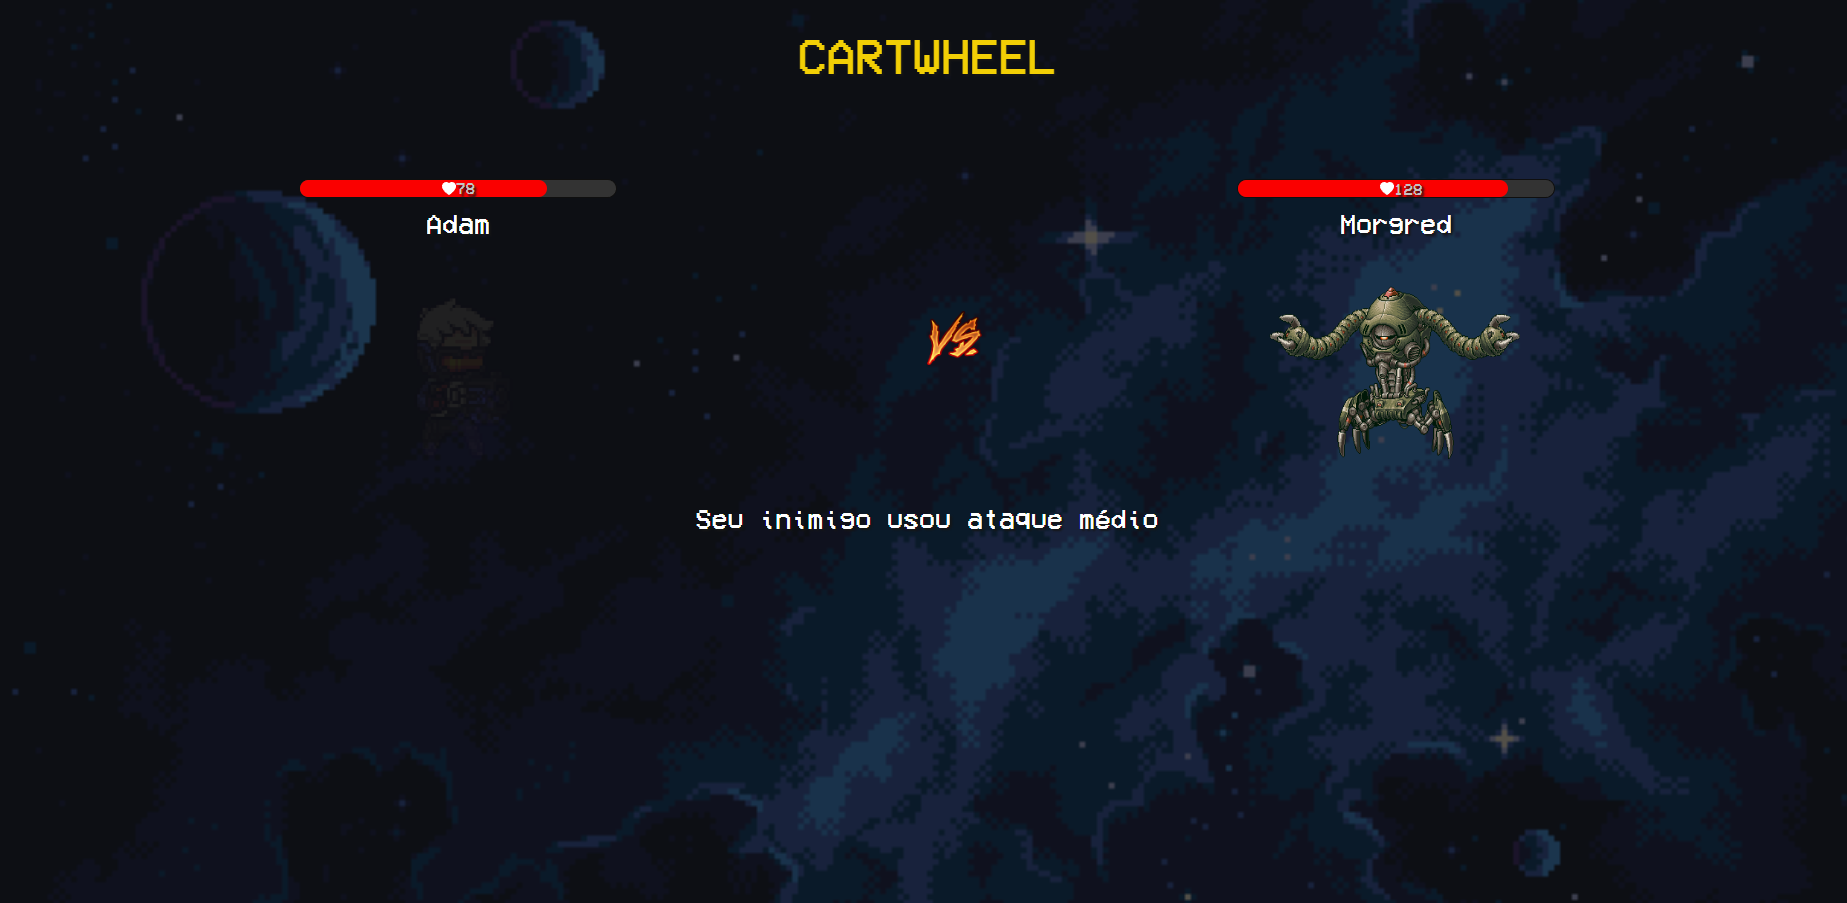 CARTWHEEL
78
128
Adam
Morgred
VS
Seu inimigo usou ataque médio